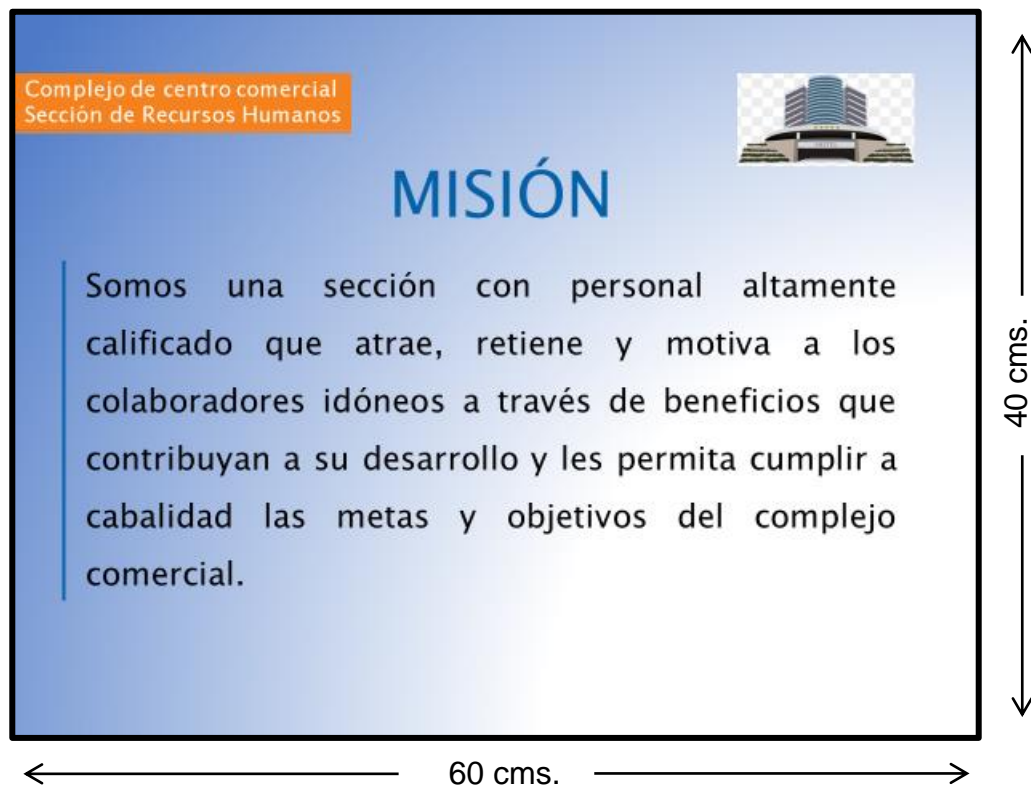 Complejo de centro comercial
Sección de Recursos Humanos
MISIÓN
Somos una sección con personal altamente
calificado que atrae, retiene y motiva a los
colaboradores idóneos a través de beneficios que
contribuyan a su desarrollo y les permita cumplir a
cabalidad las metas y objetivos del complejo
comercial.
40 cms.
60 cms.